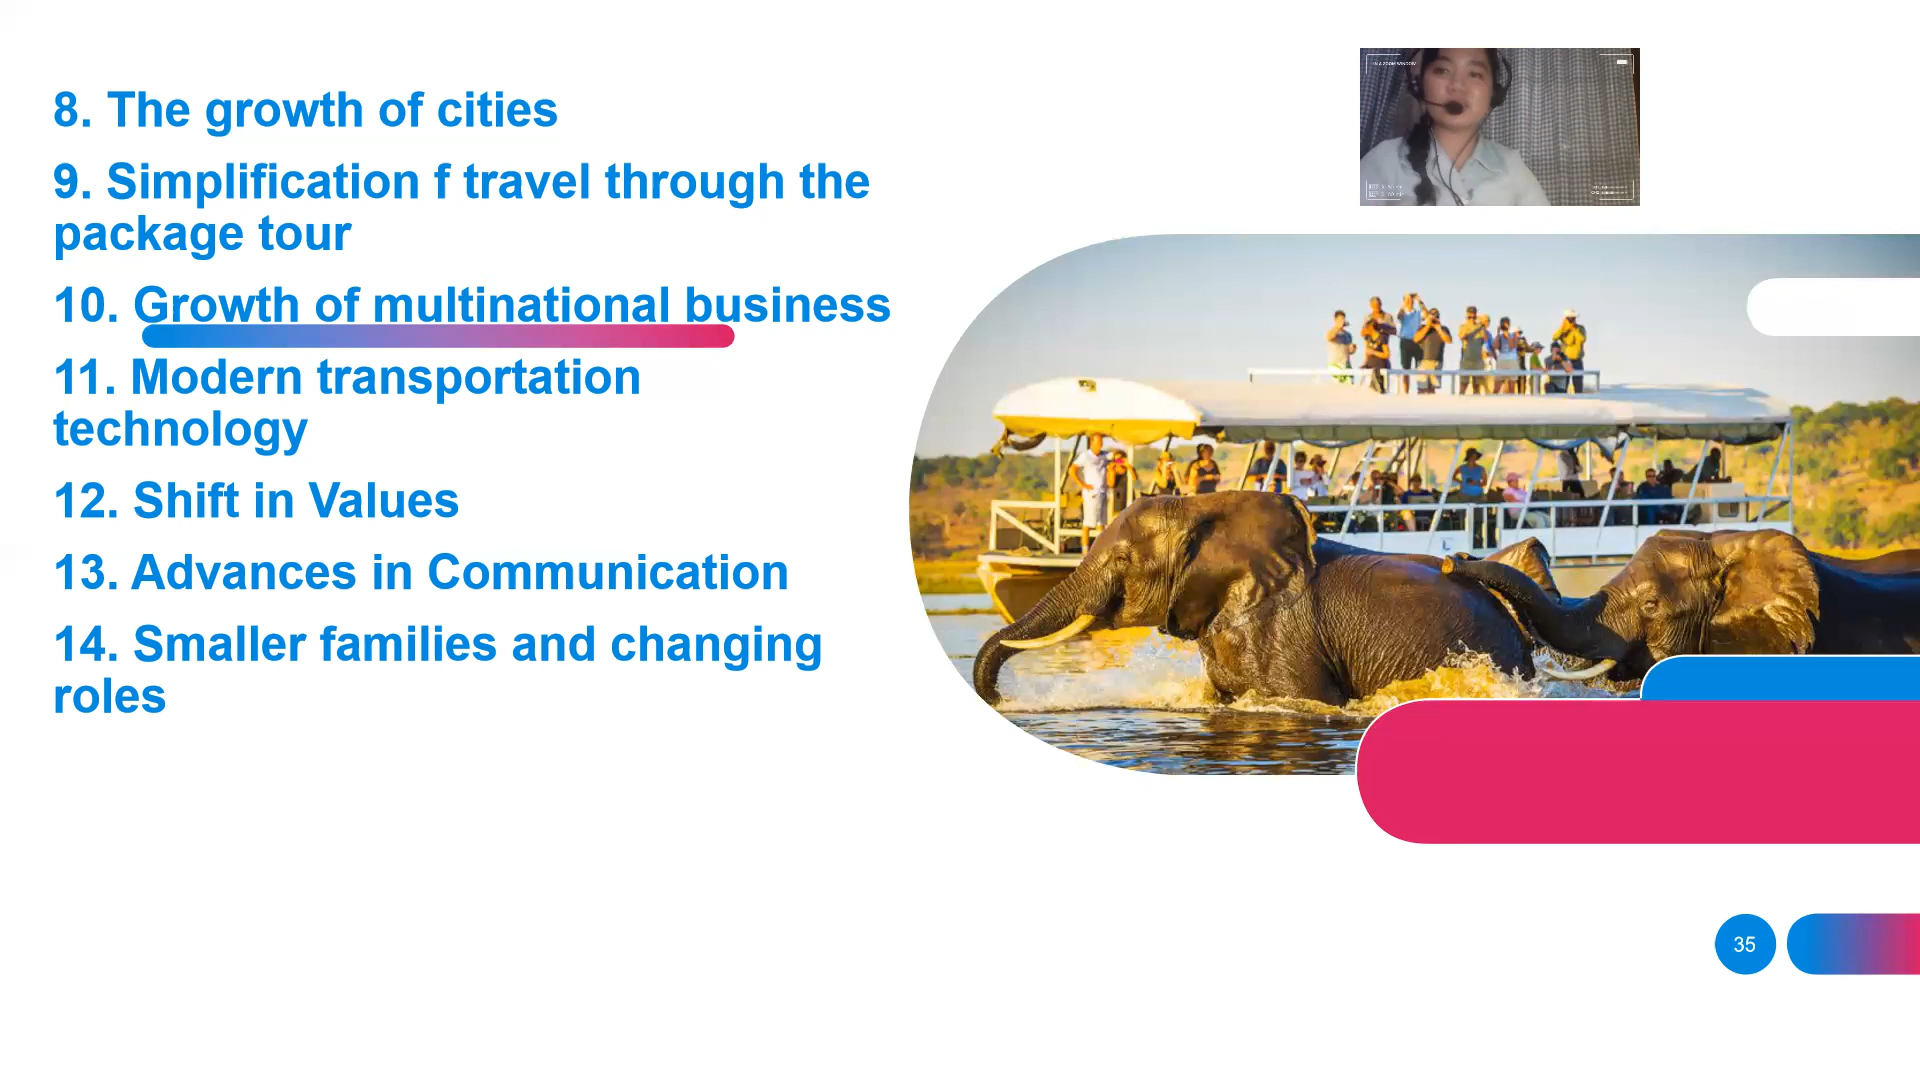 8. The growth of cities
9. Simplification f travel through the
package tour
10. Growth of multinational business
11. Modern transportation
technology
12. Shift in Values
13. Advances in Communication
14. Smaller families and changing
roles
35